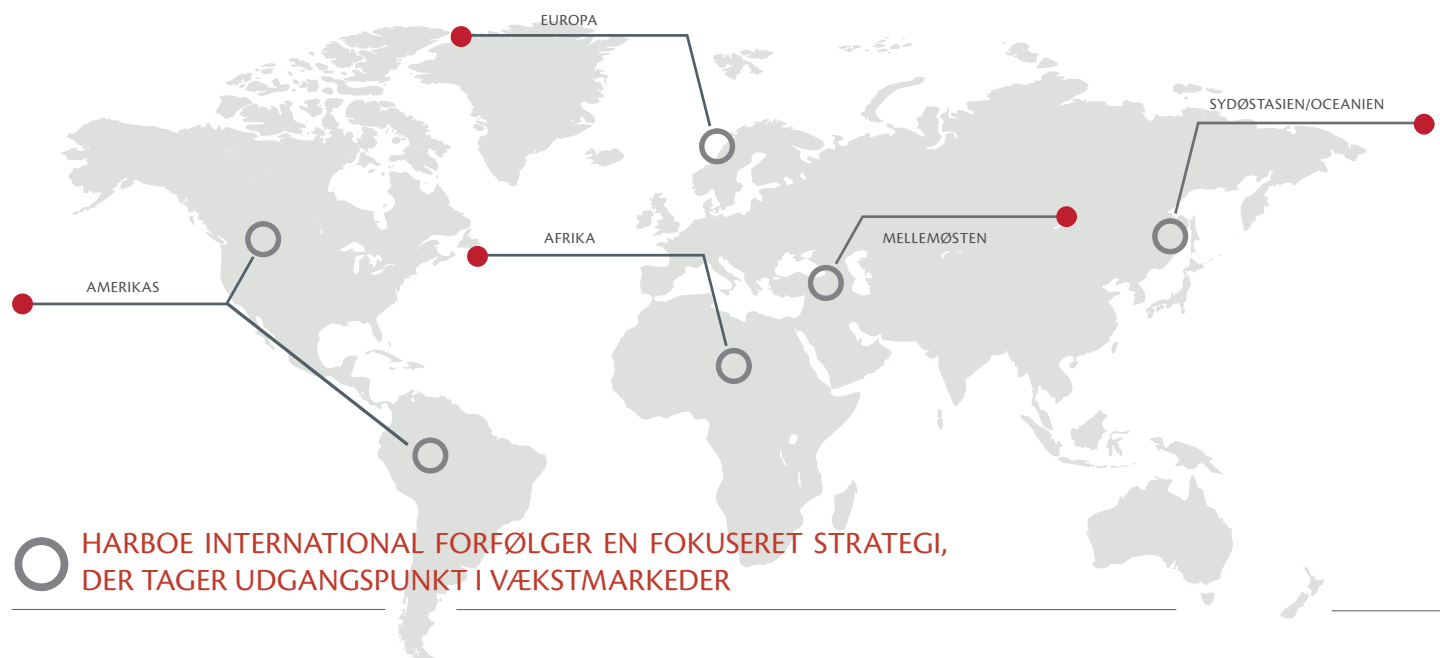 EUROPA
SYDØSTASIEN/OCEANIEN
AFRIKA
MELLEMØSTEN
AMERIKAS
HARBOE INTERNATIONAL FORFØLGER EN FOKUSERET STRATEGI,
DER TAGER UDGANGSPUNKT I VÆKSTMARKEDER